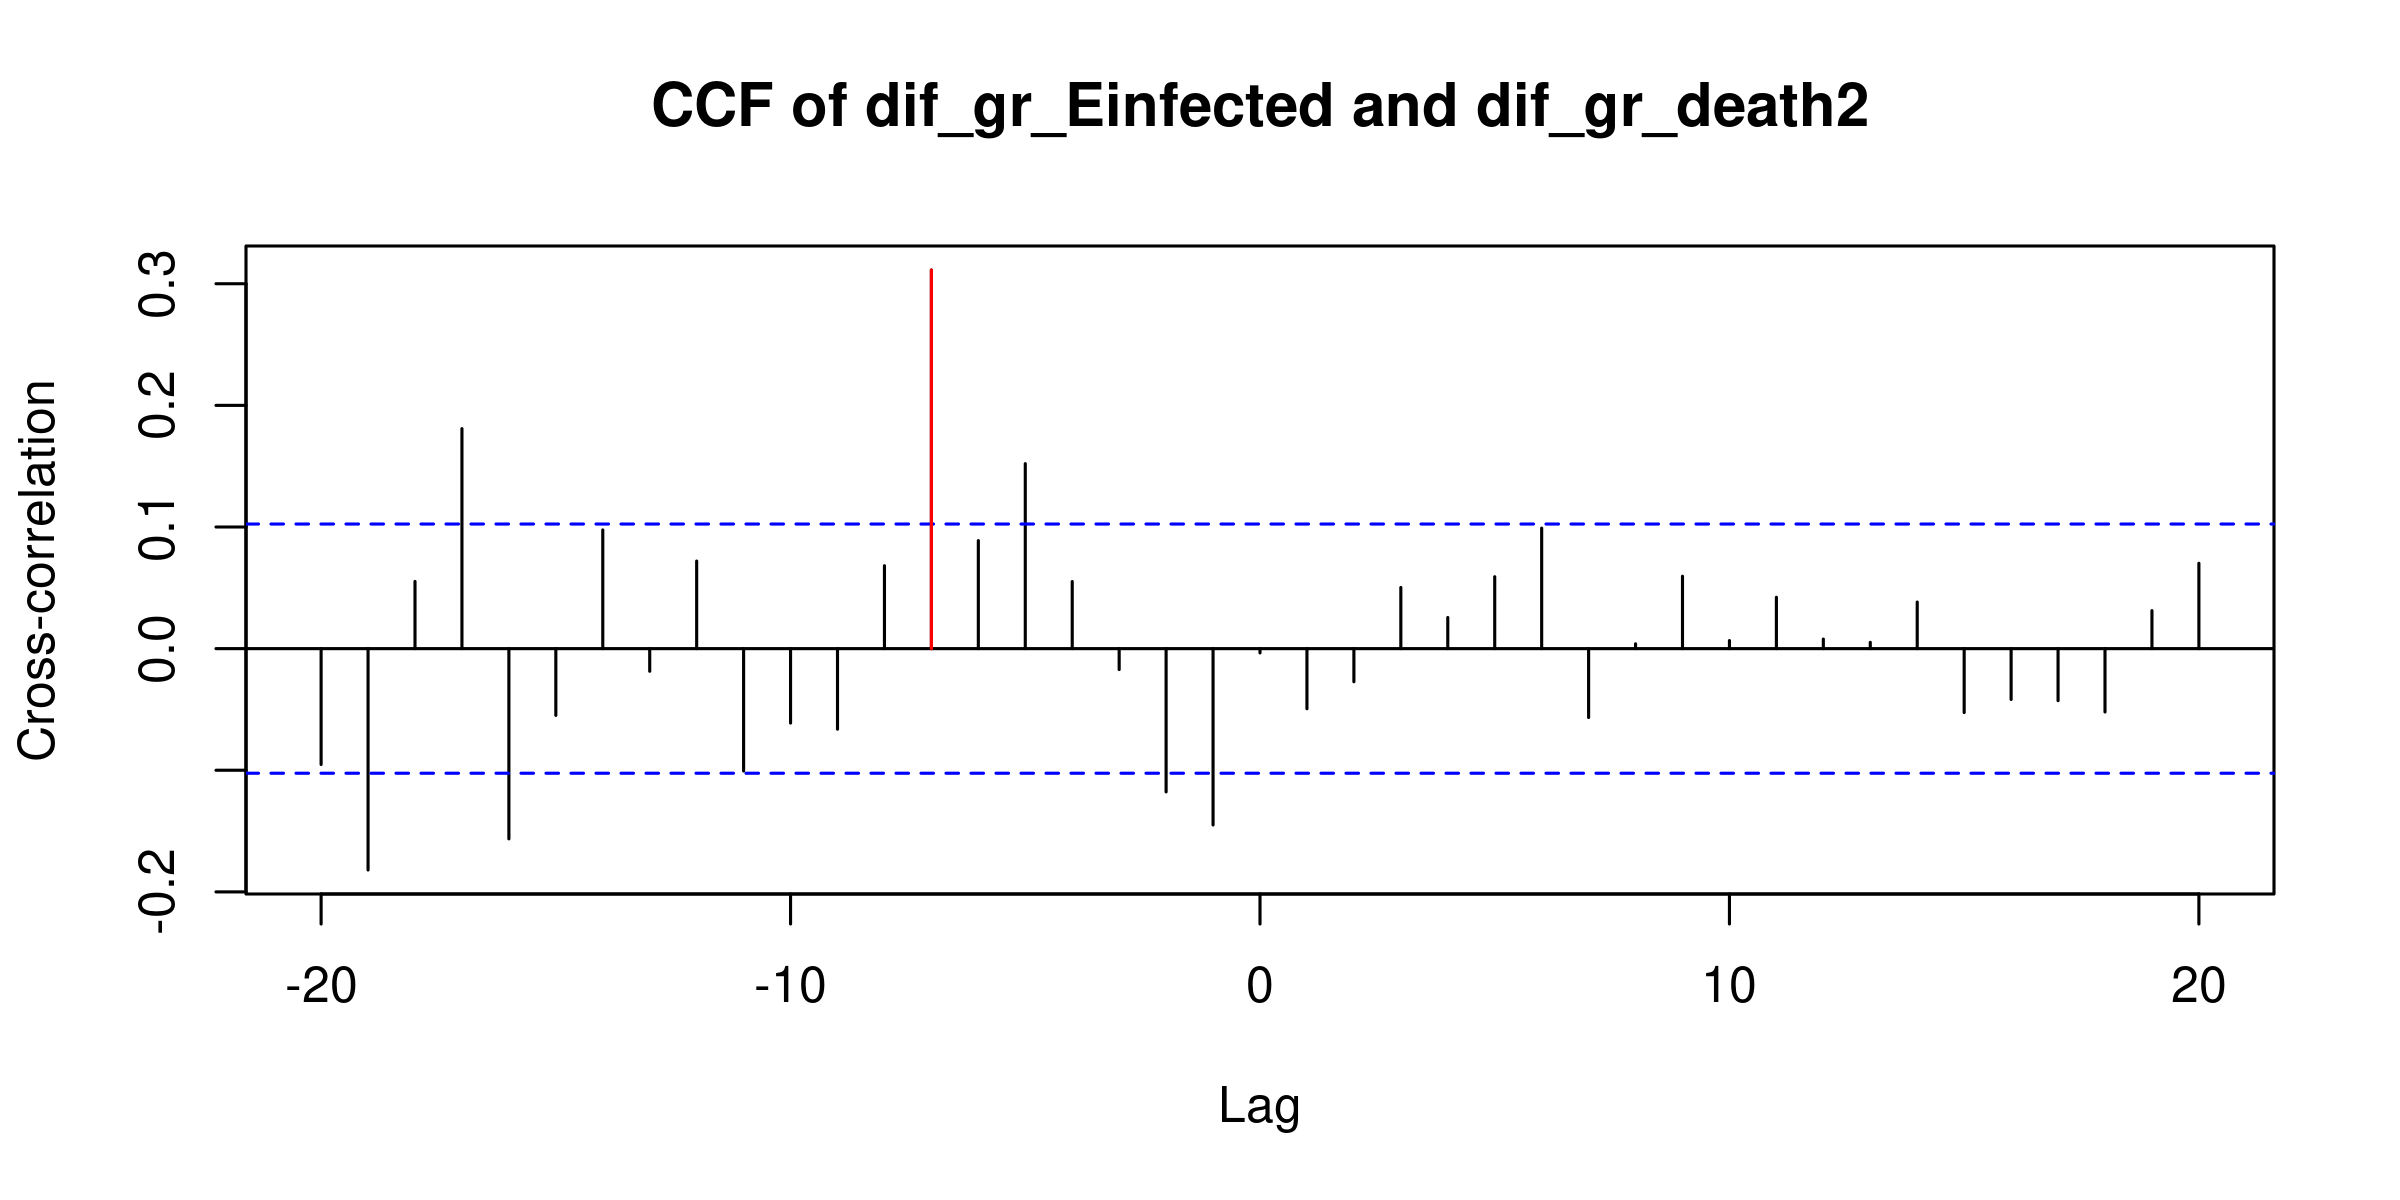 CCF of dif_gr_Einfected and dif_gr_death2
Cross-correlation
0.3
0.2
0.1
0.0
-0.2
-20 -10 0 10 20
Lag